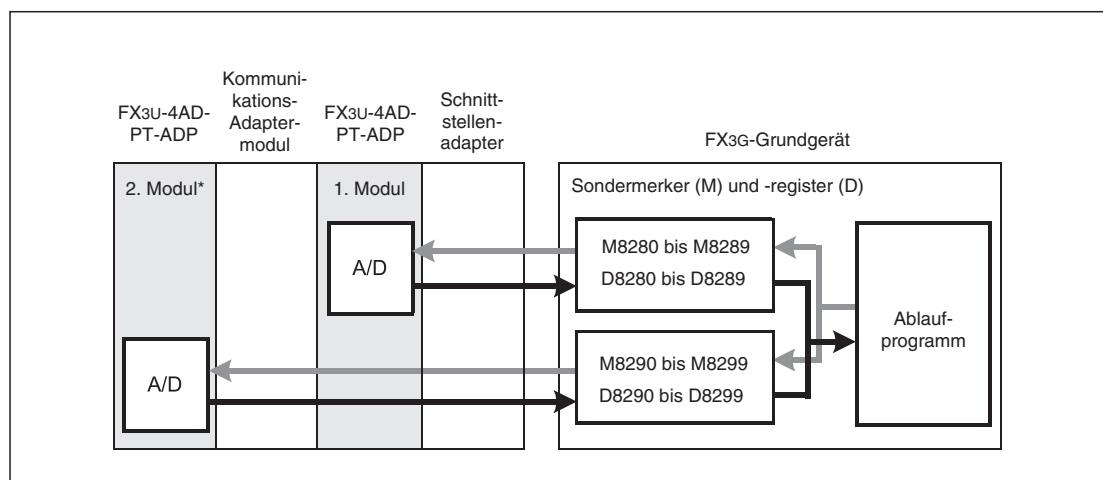 FX3U-4AD-
PT-ADP
Kommuni-
kations-
Adapter-
modul
FX3U-4AD-
PT-ADP
Schnitt-
stellen-
adapter
FX3G-Grundgerät
2. Modul*
1. Modul
Sondermerker (M) und -register (D)
A/D
M8280 bis M8289
D8280 bis D8289
Ablauf-
programm
A/D
M8290 bis M8299
D8290 bis D8299